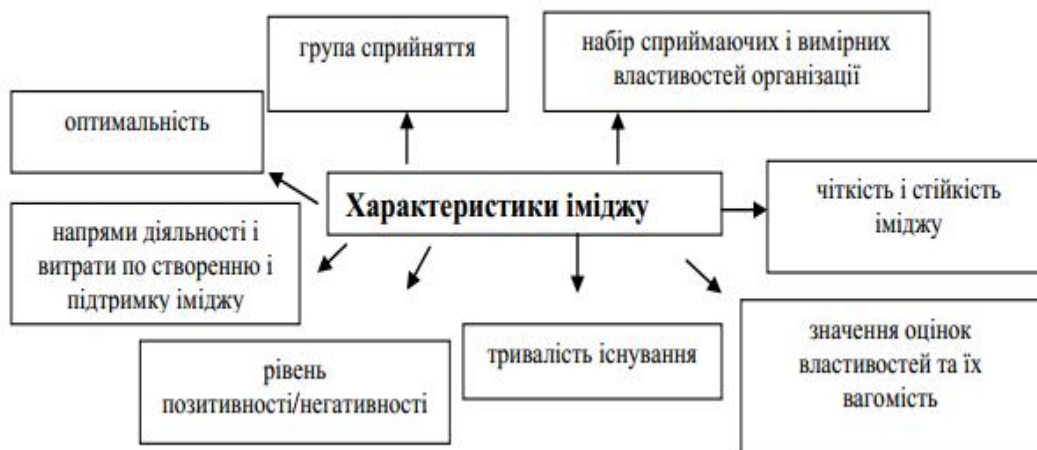 група сприйняття
набір сприймаючих і вимірних
властивостей організації
оптимальність
Характеристики іміджу
чіткість і стійкість
іміджу
напрями діяльності і
витрати по створенню і
підтримку іміджу
рівень
позитивності/негативності
тривалість існування
значення оцінок
властивостей та їх
вагомість